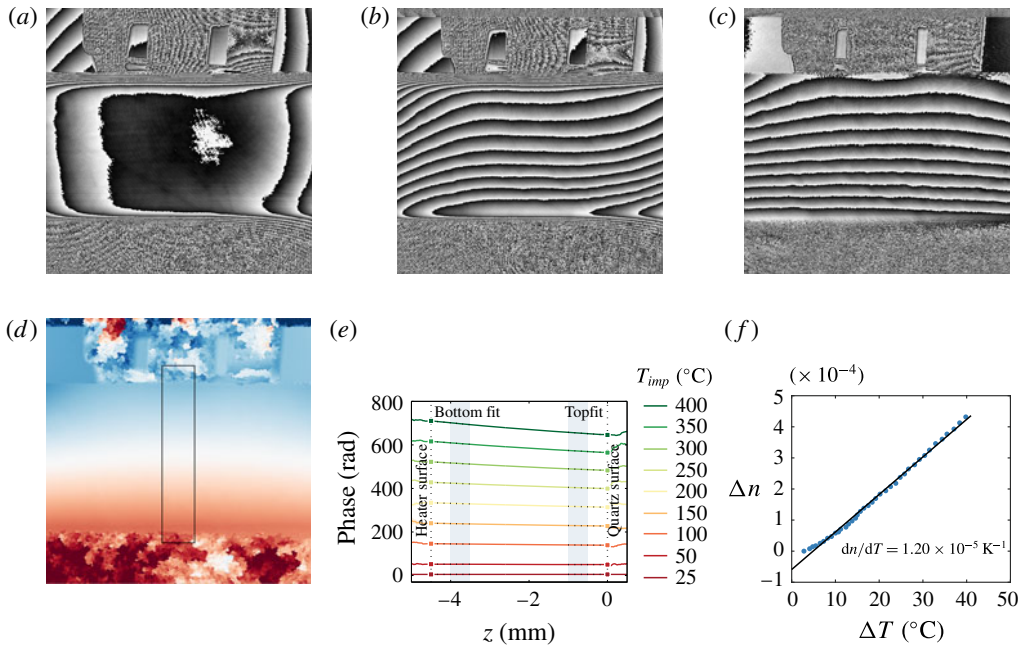 (a)
(b)
(c)
(d)
(e)
(f)
T_imp (°C)
800
600
400
200
0
Phase (rad)
Bottom fit
Topfit
Heater surface
Quartz surface
−4
−2
0
z (mm)
400
350
300
250
200
150
100
50
25
(× 10⁻⁴)
5
4
3
2
1
0
−1
Δn
dn/dT = 1.20 × 10⁻⁵ K⁻¹
0
10
20
30
40
50
ΔT (°C)